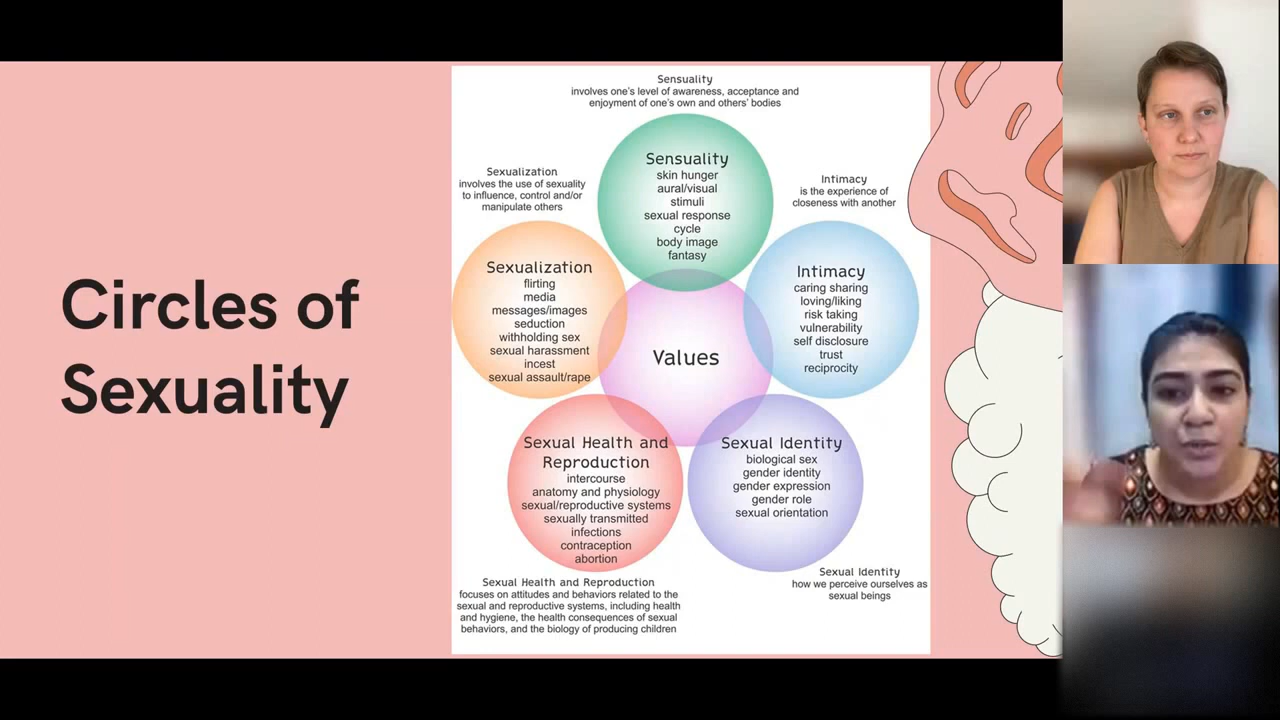 Circles of
Sexuality
Sensuality
involves one's level of awareness, acceptance and
enjoyment of one's own and others' bodies
Sensuality
skin hunger
aural/visual
stimuli
sexual response
cycle
body image
fantasy
Sexualization
involves the use of sexuality
to influence, control and/or
manipulate others
Intimacy
is the experience of
closeness with another
Sexualization
flirting
media
messages/images
seduction
withholding sex
sexual harassment
incest
sexual assault/rape
Values
Intimacy
caring sharing
loving/liking
risk taking
vulnerability
self disclosure
trust
reciprocity
Sexual Health and
Reproduction
intercourse
anatomy and physiology
sexual/reproductive systems
sexually transmitted
infections
contraception
abortion
Sexual Identity
biological sex
gender identity
gender expression
gender role
sexual orientation
Sexual Health and Reproduction
focuses on attitudes and behaviors related to the
sexual and reproductive systems, including health
and hygiene, the health consequences of sexual
behaviors, and the biology of producing children
Sexual Identity
how we perceive ourselves as
sexual beings